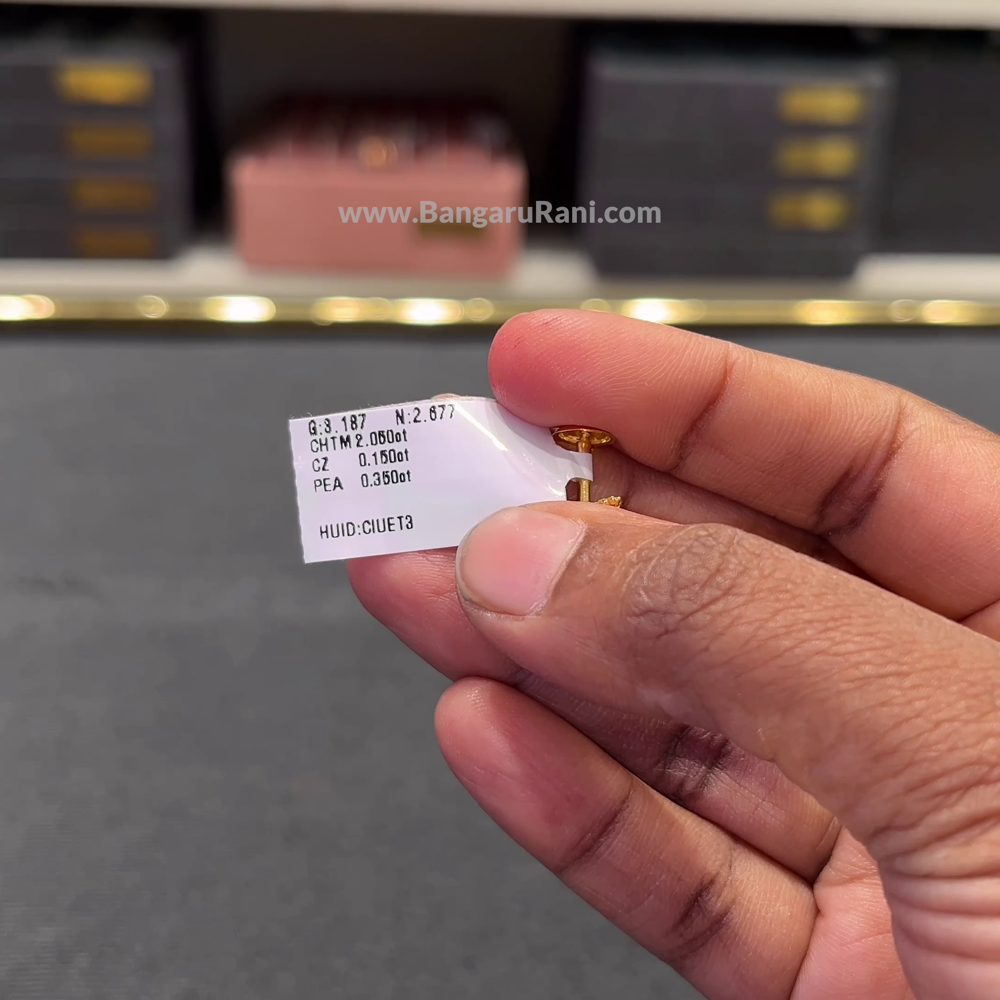 www.BangaruRani.com
G:3.187 N:2.677
CHTM 2.050ct
CZ 0.150ct
PEA 0.350ct
HUID:CIUET3